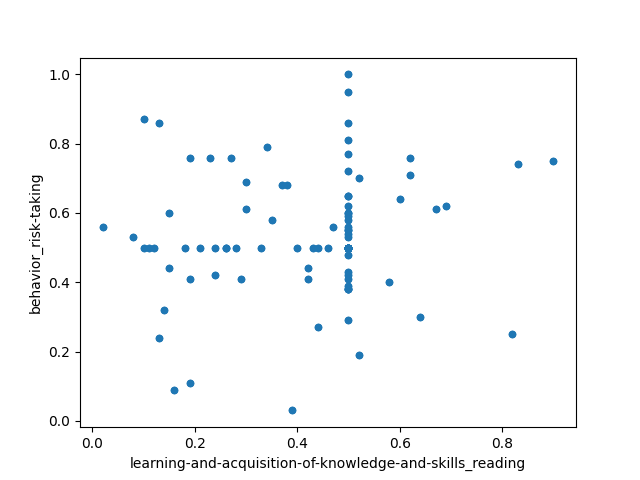 1.0
0.8
0.6
0.4
0.2
0.0
behavior_risk-taking
0.0 0.2 0.4 0.6 0.8
learning-and-acquisition-of-knowledge-and-skills_reading